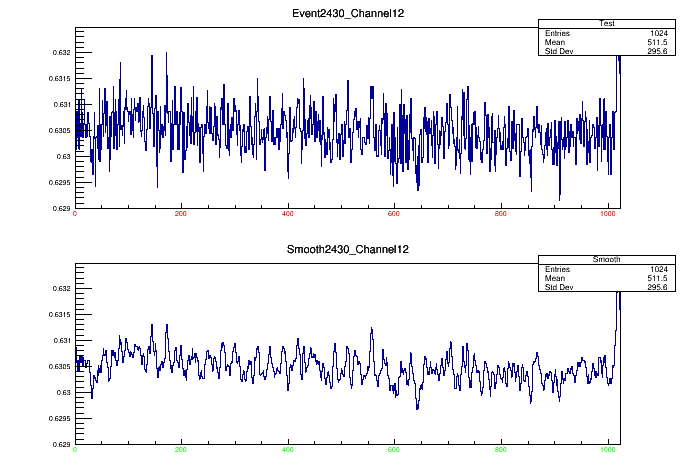 Event2430_Channel12
Test
Entries 1024
Mean 511.5
Std Dev 295.6
0.632
0.6315
0.631
0.6305
0.63
0.6295
0.629
0 200 400 600 800 1000
Smooth2430_Channel12
Smooth
Entries 1024
Mean 511.5
Std Dev 295.6
0.632
0.6315
0.631
0.6305
0.63
0.6295
0.629
0 200 400 600 800 1000